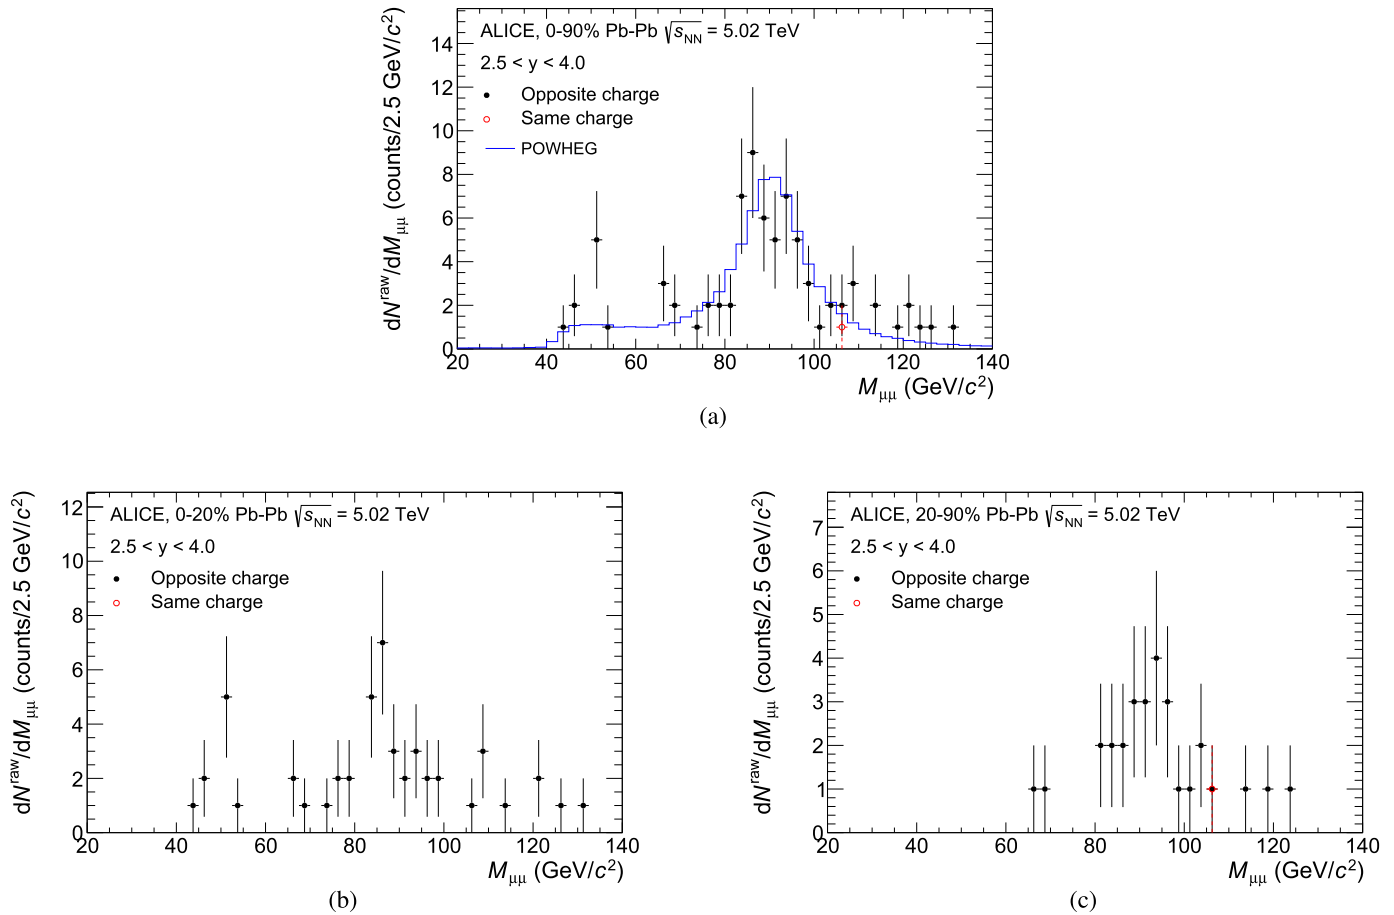 ALICE, 0-90% Pb-Pb √sNN = 5.02 TeV
2.5 < y < 4.0
Opposite charge
Same charge
POWHEG
dNraw/dMμμ (counts/2.5 GeV/c2)
14
12
10
8
6
4
2
0
20 40 60 80 100 120 140
Mμμ (GeV/c2)
(a)
ALICE, 0-20% Pb-Pb √sNN = 5.02 TeV
2.5 < y < 4.0
Opposite charge
Same charge
dNraw/dMμμ (counts/2.5 GeV/c2)
12
10
8
6
4
2
0
20 40 60 80 100 120 140
Mμμ (GeV/c2)
(b)
ALICE, 20-90% Pb-Pb √sNN = 5.02 TeV
2.5 < y < 4.0
Opposite charge
Same charge
dNraw/dMμμ (counts/2.5 GeV/c2)
7
6
5
4
3
2
1
0
20 40 60 80 100 120 140
Mμμ (GeV/c2)
(c)